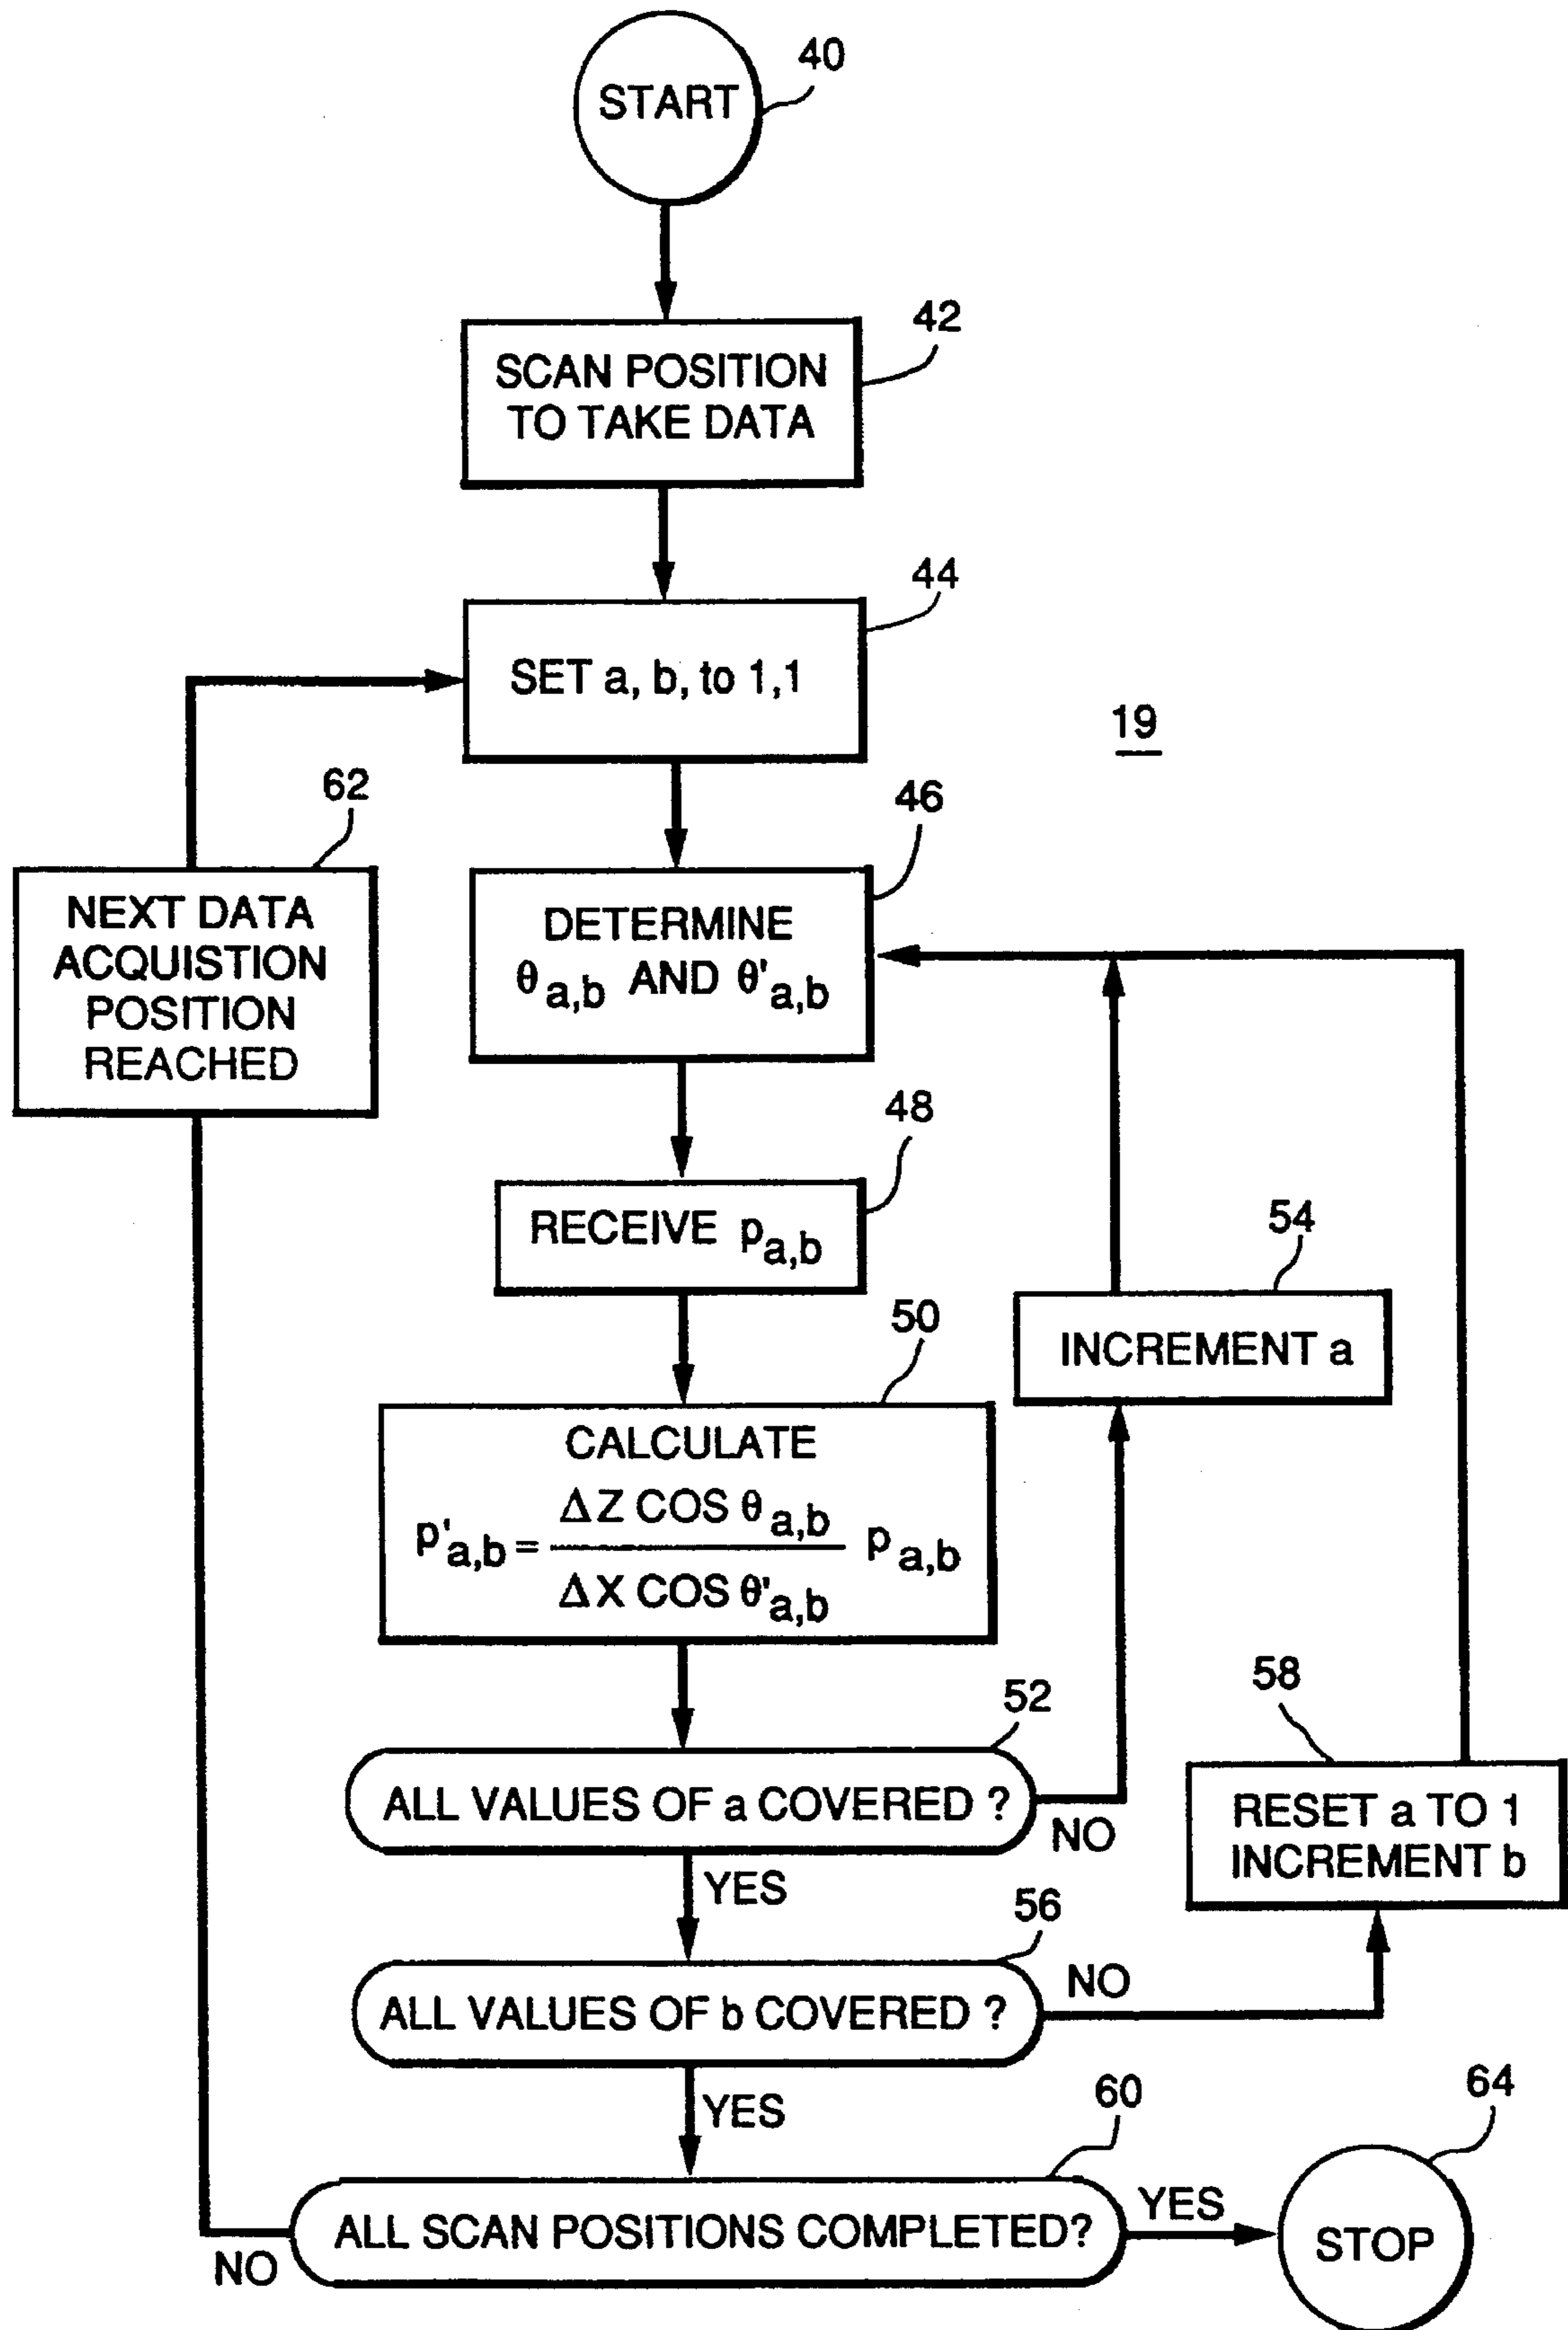 40
START
42
SCAN POSITION
TO TAKE DATA
44
SET a, b, to 1,1
19
62
NEXT DATA
ACQUISTION
POSITION
REACHED
46
DETERMINE
θa,b AND θ'a,b
48
RECEIVE pa,b
54
INCREMENT a
50
CALCULATE
p'a,b = ΔZ COS θa,b / ΔX COS θ'a,b pa,b
52
ALL VALUES OF a COVERED ?
NO
YES
58
RESET a TO 1
INCREMENT b
56
ALL VALUES OF b COVERED ?
NO
YES
60
ALL SCAN POSITIONS COMPLETED?
NO
YES
64
STOP